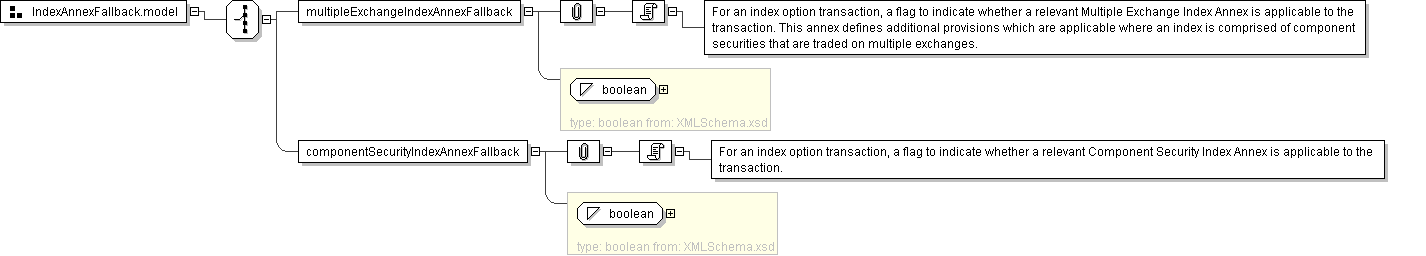 IndexAnnexFallback.model
multipleExchangeIndexAnnexFallback
For an index option transaction, a flag to indicate whether a relevant Multiple Exchange Index Annex is applicable to the
transaction. This annex defines additional provisions which are applicable where an index is comprised of component
securities that are traded on multiple exchanges.
boolean
type: boolean from: XMLSchema.xsd
componentSecurityIndexAnnexFallback
For an index option transaction, a flag to indicate whether a relevant Component Security Index Annex is applicable to the
transaction.
boolean
type: boolean from: XMLSchema.xsd